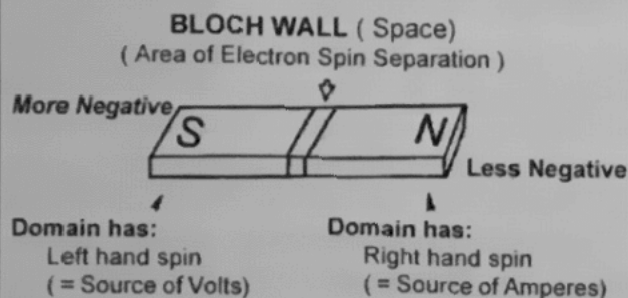 BLOCH WALL ( Space)
( Area of Electron Spin Separation )
More Negative
S
N
Less Negative
Domain has:
Left hand spin
( = Source of Volts)
Domain has:
Right hand spin
( = Source of Amperes)